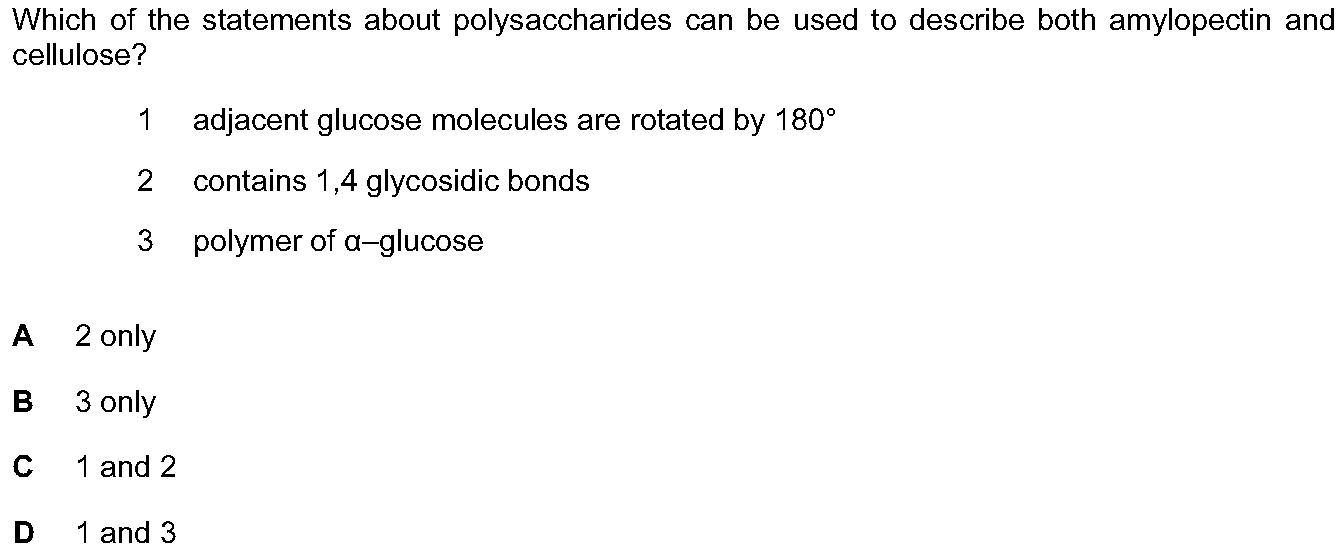 Which of the statements about polysaccharides can be used to describe both amylopectin and
cellulose?
1 adjacent glucose molecules are rotated by 180°
2 contains 1,4 glycosidic bonds
3 polymer of α–glucose
A 2 only
B 3 only
C 1 and 2
D 1 and 3